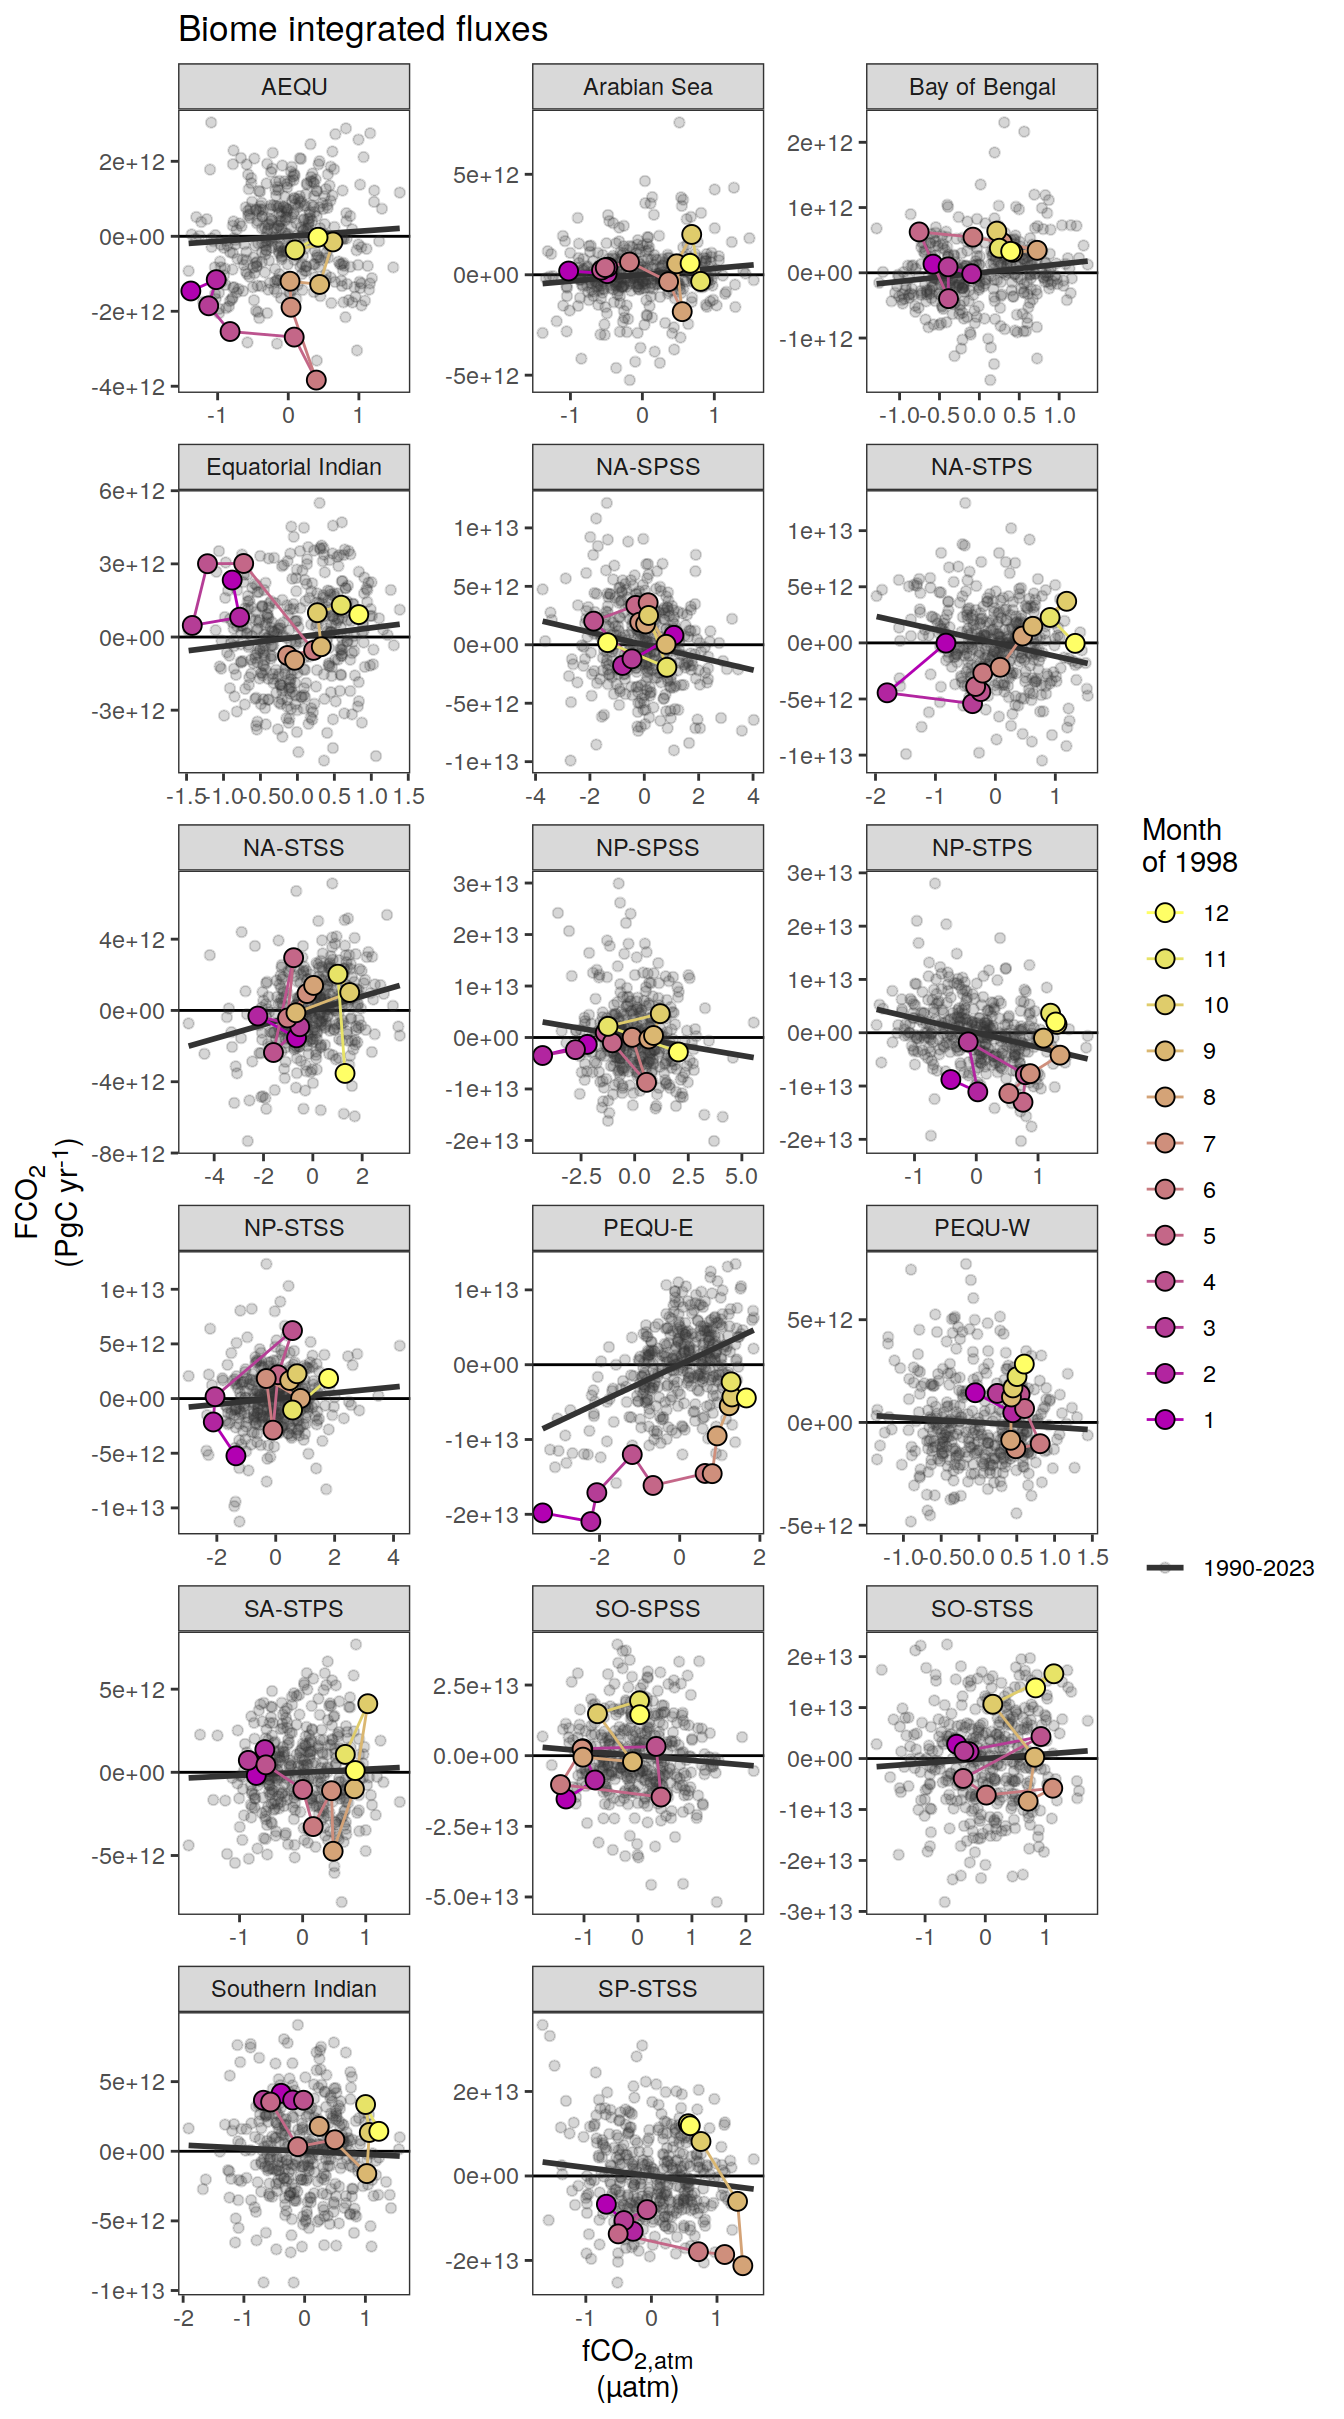 Biome integrated fluxes
AEQU
Arabian Sea
Bay of Bengal
2e+12
0e+00
-2e+12
-4e+12
5e+12
0e+00
-5e+12
2e+12
1e+12
0e+00
-1e+12
-1 0 1
-1 0 1
-1.0 -0.5 0.0 0.5 1.0
Equatorial Indian
NA-SPSS
NA-STPS
6e+12
3e+12
0e+00
-3e+12
1e+13
5e+12
0e+00
-5e+12
-1e+13
1e+13
5e+12
0e+00
-5e+12
-1e+13
-1.5 -1.0 -0.5 0.0 0.5 1.0 1.5
-4 -2 0 2 4
-2 -1 0 1
NA-STSS
NP-SPSS
NP-STPS
4e+12
0e+00
-4e+12
-8e+12
3e+13
2e+13
1e+13
0e+00
-1e+13
-2e+13
3e+13
2e+13
1e+13
0e+00
-1e+13
-2e+13
-4 -2 0 2
-2.5 0.0 2.5 5.0
-1 0 1
NP-STSS
PEQU-E
PEQU-W
1e+13
5e+12
0e+00
-5e+12
-1e+13
1e+13
0e+00
-1e+13
-2e+13
5e+12
0e+00
-5e+12
-2 0 2 4
-2 0 2
-1.0 -0.5 0.0 0.5 1.0 1.5
SA-STPS
SO-SPSS
SO-STSS
5e+12
0e+00
-5e+12
2.5e+13
0.0e+00
-2.5e+13
-5.0e+13
2e+13
1e+13
0e+00
-1e+13
-2e+13
-3e+13
-1 0 1
-1 0 1 2
-1 0 1
Southern Indian
SP-STSS
5e+12
0e+00
-5e+12
-1e+13
2e+13
0e+00
-2e+13
-2 -1 0 1
-1 0 1
FCO2
(PgC yr-1)
fCO2,atm
(µatm)
Month
of 1998
12
11
10
9
8
7
6
5
4
3
2
1
1990-2023